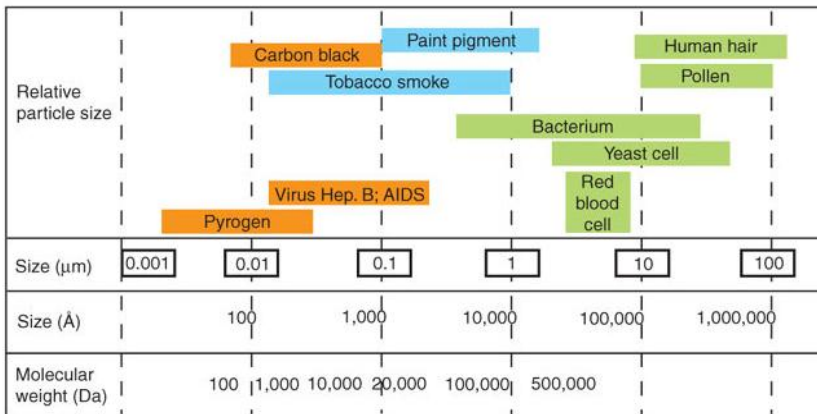 Relative
particle size
Paint pigment
Human hair
Carbon black
Pollen
Tobacco smoke
Bacterium
Yeast cell
Virus Hep. B; AIDS
Red
blood
cell
Pyrogen
Size (μm) 0.001 0.01 0.1 1 10 100
Size (Å) 100 1,000 10,000 100,000 1,000,000
Molecular
weight (Da) 100 1,000 10,000 20,000 100,000 500,000